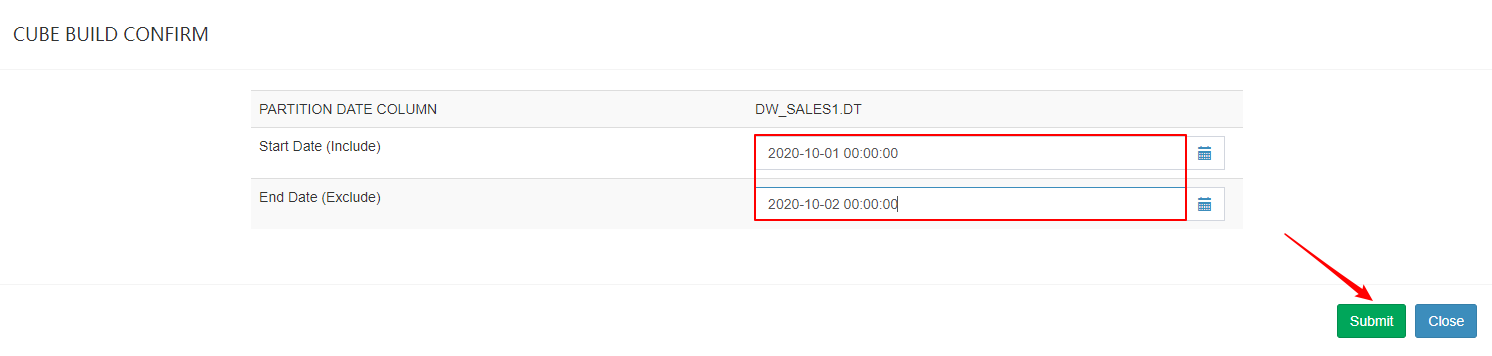 CUBE BUILD CONFIRM
PARTITION DATE COLUMN DW_SALES1.DT
Start Date (Include) 2020-10-01 00:00:00
End Date (Exclude) 2020-10-02 00:00:00
Submit Close